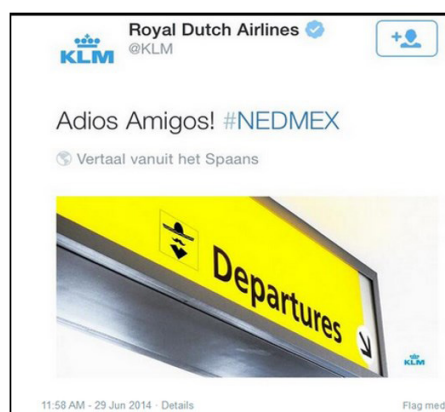 Royal Dutch Airlines
KLM
@KLM
Adios Amigos! #NEDMEX
Vertaal vanuit het Spaans
Departures
KLM
11:58 AM - 29 Jun 2014 · Details
Flag med